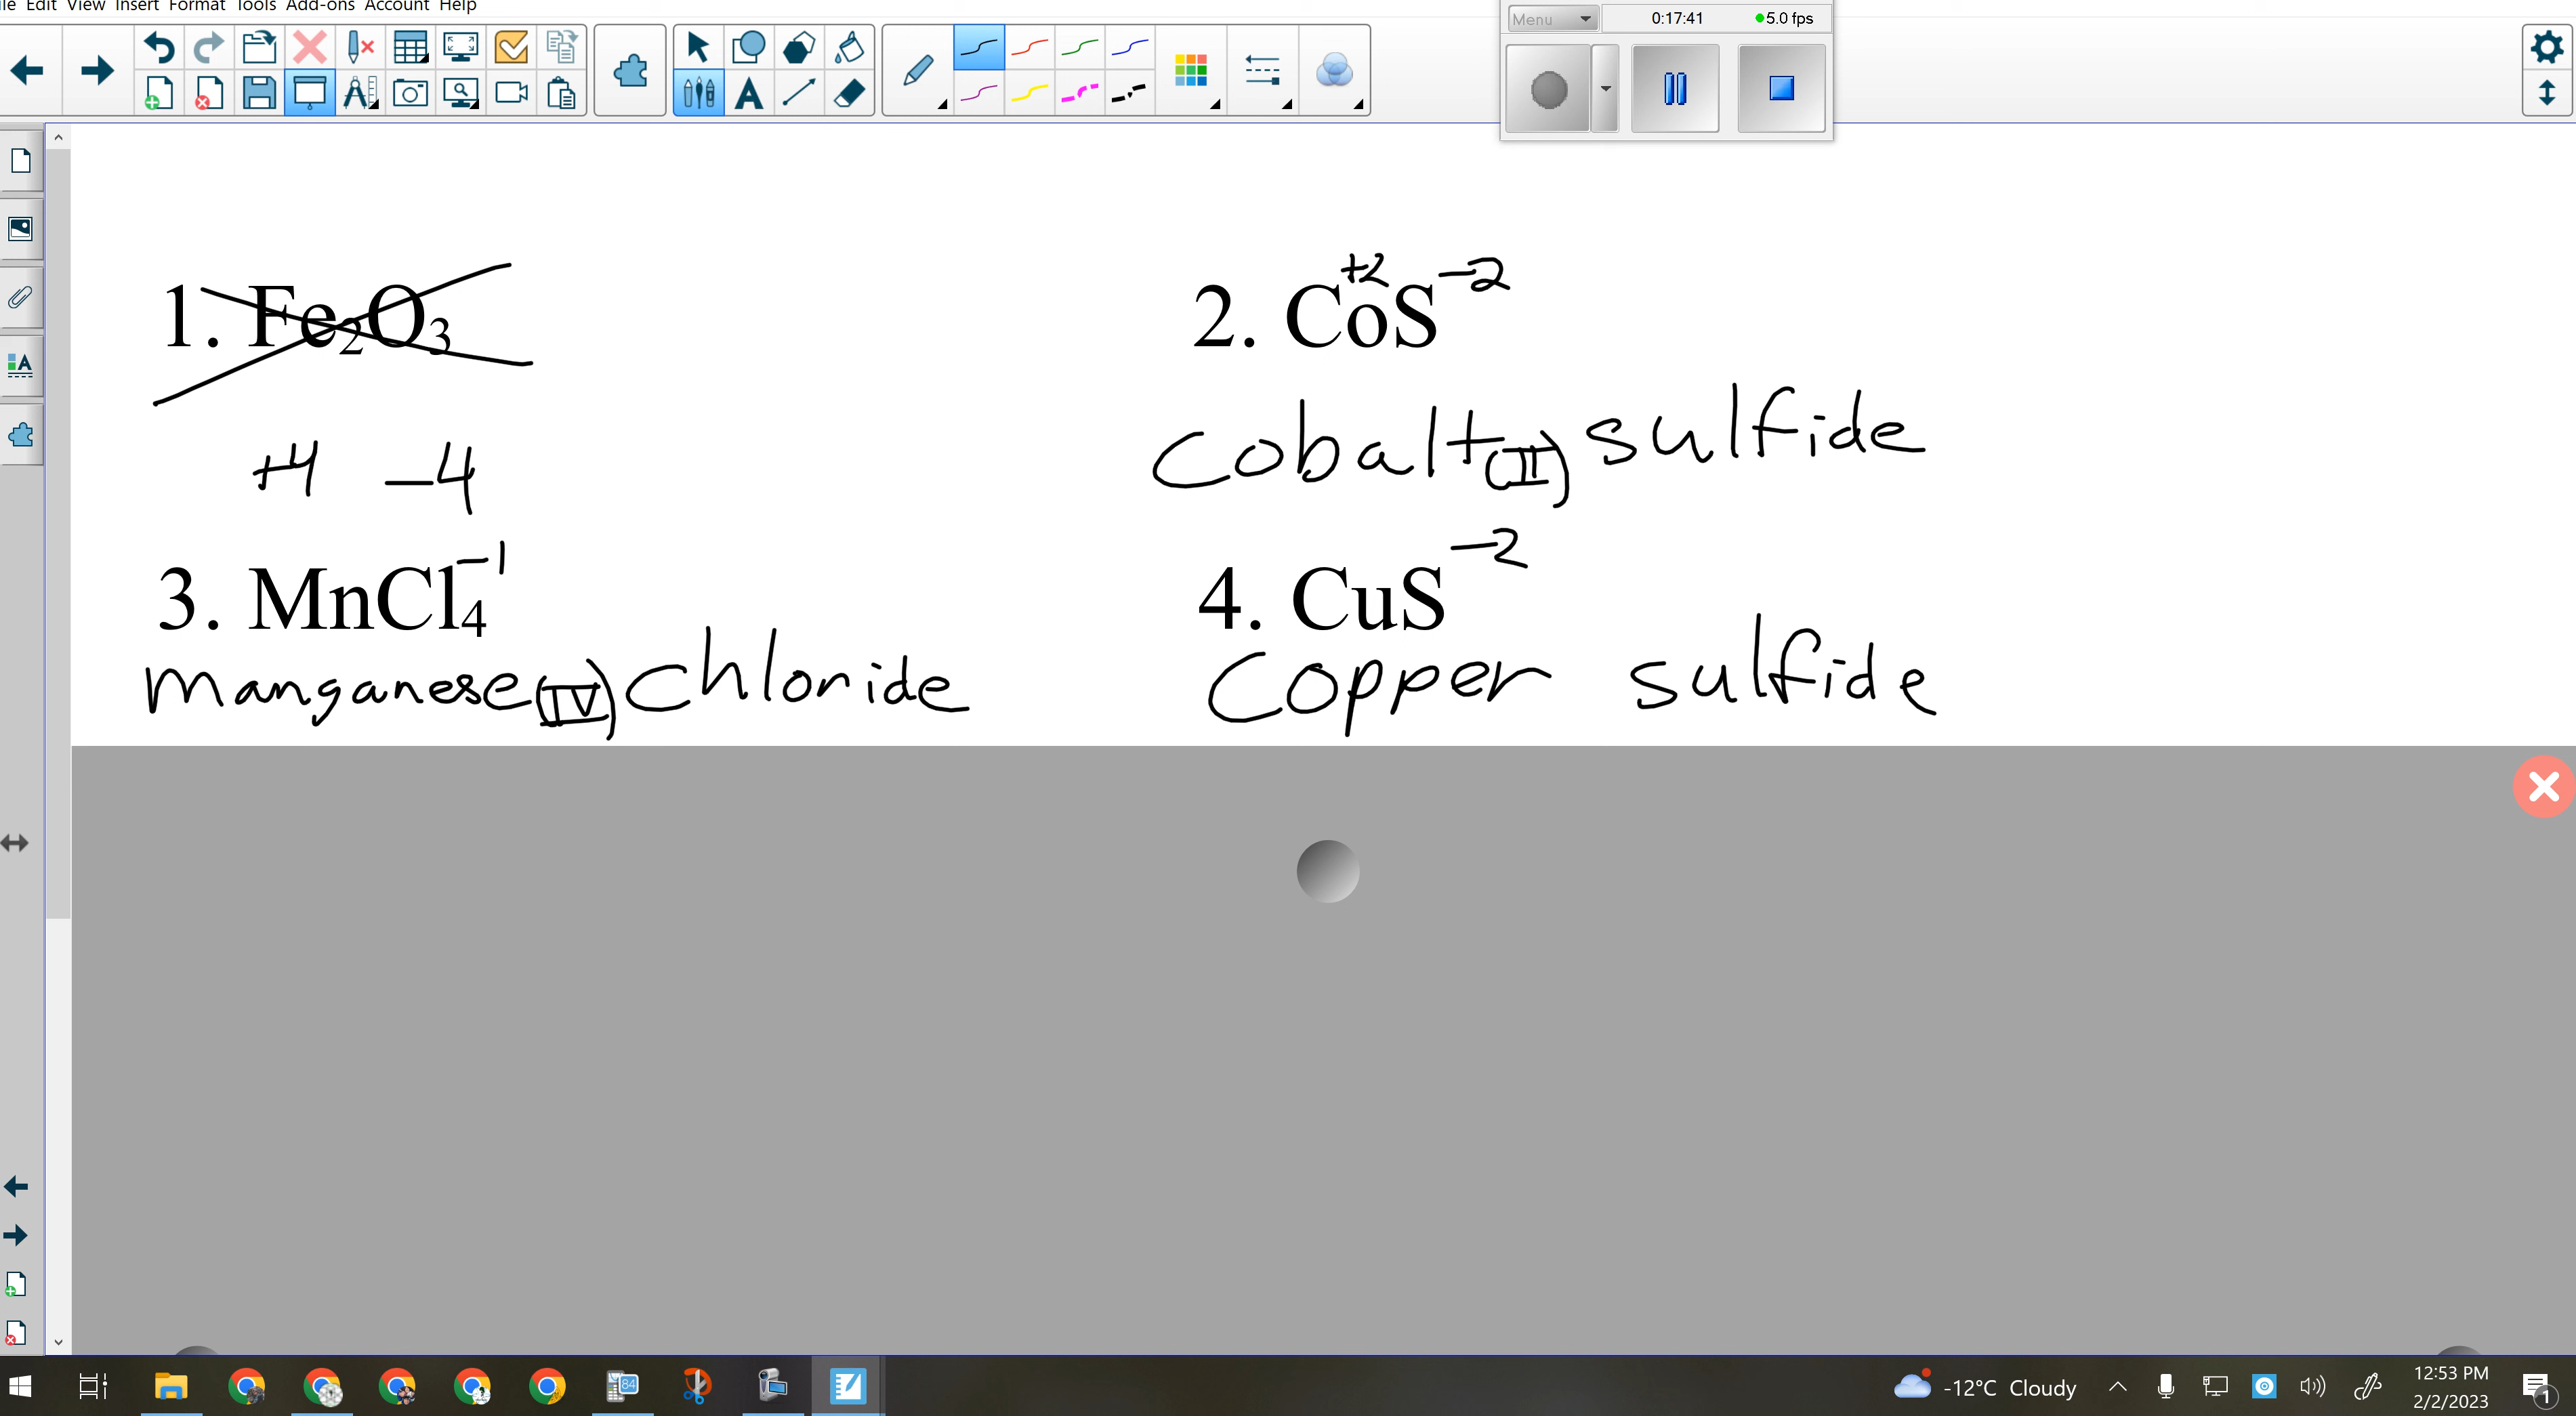 le Edit View Insert Format Tools Add-ons Account Help
Menu 0:17:41 5.0 fps
1. Fe₂O₃
2. CoS +2 −2
cobalt (II) sulfide
+4 −4
3. MnCl₄ −1
manganese (IV) chloride
4. CuS −2
copper sulfide
84
-12°C Cloudy
12:53 PM
2/2/2023
1